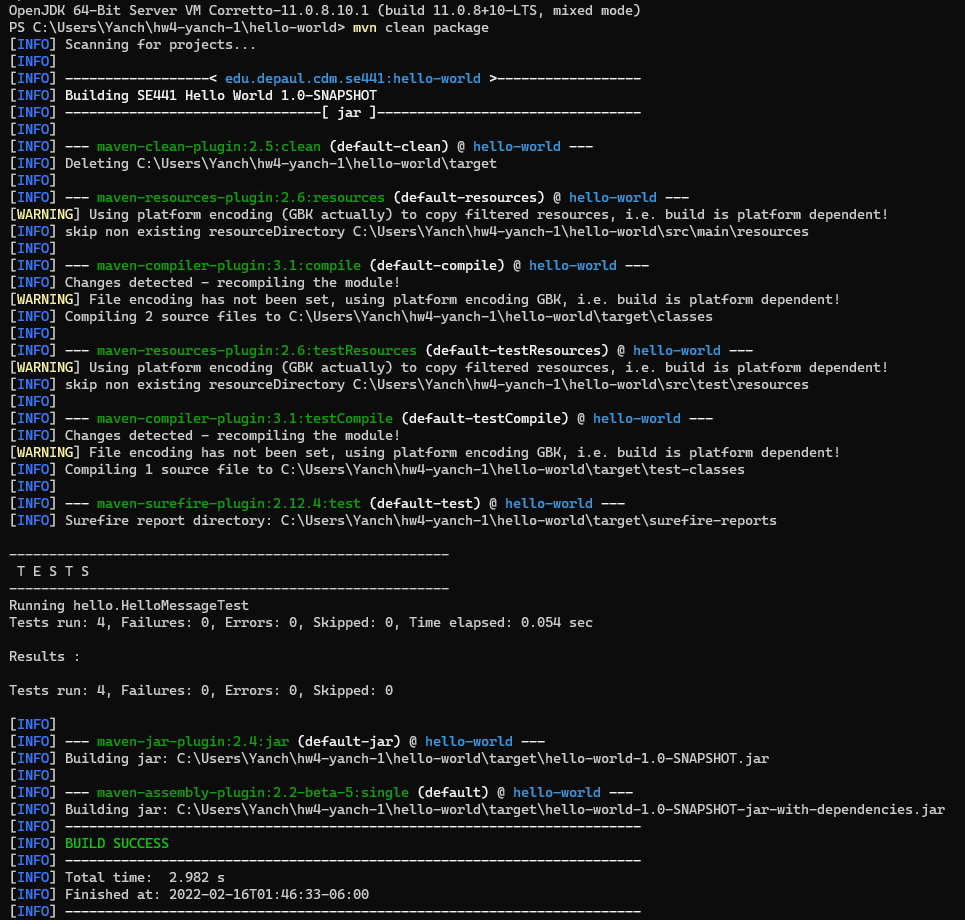 OpenJDK 64-Bit Server VM Corretto-11.0.8.10.1 (build 11.0.8+10-LTS, mixed mode)
PS C:\Users\Yanch\hw4-yanch-1\hello-world> mvn clean package
[INFO] Scanning for projects...
[INFO]
[INFO] ------------------< edu.depaul.cdm.se441:hello-world >------------------
[INFO] Building SE441 Hello World 1.0-SNAPSHOT
[INFO] --------------------------------[ jar ]---------------------------------
[INFO]
[INFO] --- maven-clean-plugin:2.5:clean (default-clean) @ hello-world ---
[INFO] Deleting C:\Users\Yanch\hw4-yanch-1\hello-world\target
[INFO]
[INFO] --- maven-resources-plugin:2.6:resources (default-resources) @ hello-world ---
[WARNING] Using platform encoding (GBK actually) to copy filtered resources, i.e. build is platform dependent!
[INFO] skip non existing resourceDirectory C:\Users\Yanch\hw4-yanch-1\hello-world\src\main\resources
[INFO]
[INFO] --- maven-compiler-plugin:3.1:compile (default-compile) @ hello-world ---
[INFO] Changes detected - recompiling the module!
[WARNING] File encoding has not been set, using platform encoding GBK, i.e. build is platform dependent!
[INFO] Compiling 2 source files to C:\Users\Yanch\hw4-yanch-1\hello-world\target\classes
[INFO]
[INFO] --- maven-resources-plugin:2.6:testResources (default-testResources) @ hello-world ---
[WARNING] Using platform encoding (GBK actually) to copy filtered resources, i.e. build is platform dependent!
[INFO] skip non existing resourceDirectory C:\Users\Yanch\hw4-yanch-1\hello-world\src\test\resources
[INFO]
[INFO] --- maven-compiler-plugin:3.1:testCompile (default-testCompile) @ hello-world ---
[INFO] Changes detected - recompiling the module!
[WARNING] File encoding has not been set, using platform encoding GBK, i.e. build is platform dependent!
[INFO] Compiling 1 source file to C:\Users\Yanch\hw4-yanch-1\hello-world\target\test-classes
[INFO]
[INFO] --- maven-surefire-plugin:2.12.4:test (default-test) @ hello-world ---
[INFO] Surefire report directory: C:\Users\Yanch\hw4-yanch-1\hello-world\target\surefire-reports
-------------------------------------------------------
T E S T S
-------------------------------------------------------
Running hello.HelloMessageTest
Tests run: 4, Failures: 0, Errors: 0, Skipped: 0, Time elapsed: 0.054 sec
Results :
Tests run: 4, Failures: 0, Errors: 0, Skipped: 0
[INFO]
[INFO] --- maven-jar-plugin:2.4:jar (default-jar) @ hello-world ---
[INFO] Building jar: C:\Users\Yanch\hw4-yanch-1\hello-world\target\hello-world-1.0-SNAPSHOT.jar
[INFO]
[INFO] --- maven-assembly-plugin:2.2-beta-5:single (default) @ hello-world ---
[INFO] Building jar: C:\Users\Yanch\hw4-yanch-1\hello-world\target\hello-world-1.0-SNAPSHOT-jar-with-dependencies.jar
[INFO] ------------------------------------------------------------------------
[INFO] BUILD SUCCESS
[INFO] ------------------------------------------------------------------------
[INFO] Total time:  2.982 s
[INFO] Finished at: 2022-02-16T01:46:33-06:00
[INFO] ------------------------------------------------------------------------